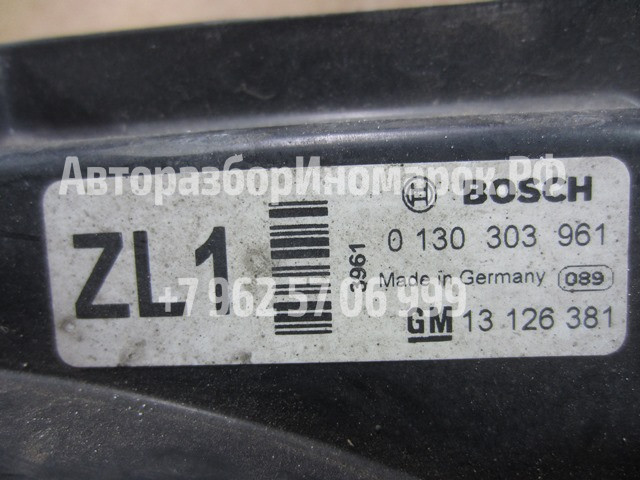 АвторазборИномарок.РФ
BOSCH
ZL1
3961
0 130 303 961
Made in Germany 089
+7 962 57 06 999
GM 13 126 381